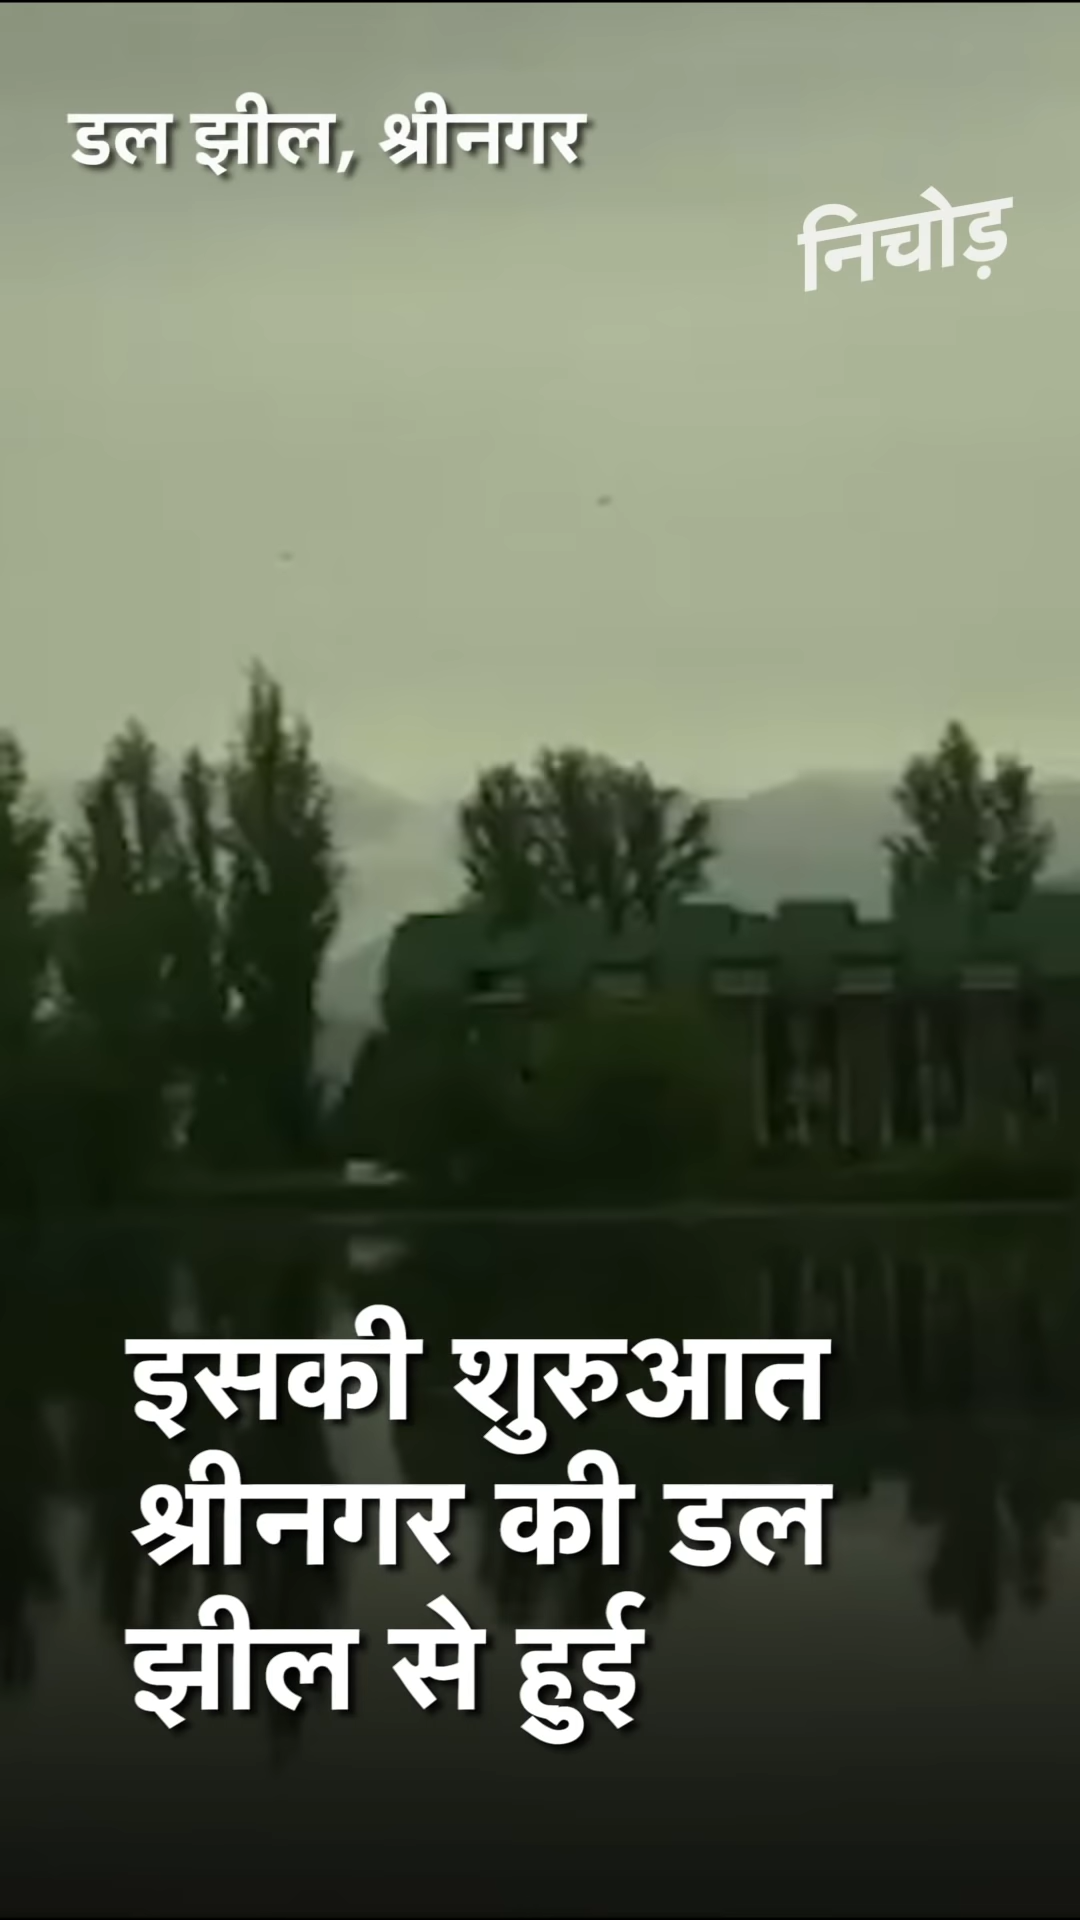 डल झील, श्रीनगर
निचोड़
इसकी शुरुआत
श्रीनगर की डल
झील से हुई